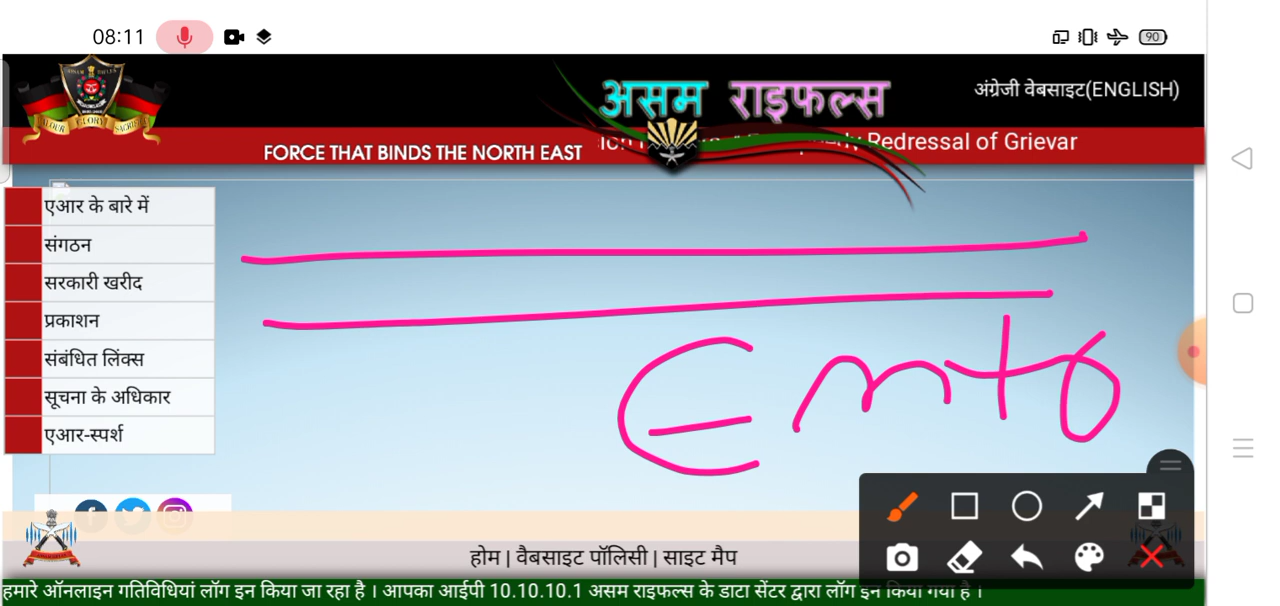 08:11
90
असम राइफल्स
अंग्रेजी वेबसाइट(ENGLISH)
FORCE THAT BINDS THE NORTH EAST
Redressal of Grievar
एआर के बारे में
संगठन
सरकारी खरीद
प्रकाशन
संबंधित लिंक्स
सूचना के अधिकार
एआर-स्पर्श
होम | वैबसाइट पॉलिसी | साइट मैप
हमारे ऑनलाइन गतिविधियां लॉग इन किया जा रहा है । आपका आईपी 10.10.10.1 असम राइफल्स के डाटा सेंटर द्वारा लॉग इन किया गया है ।